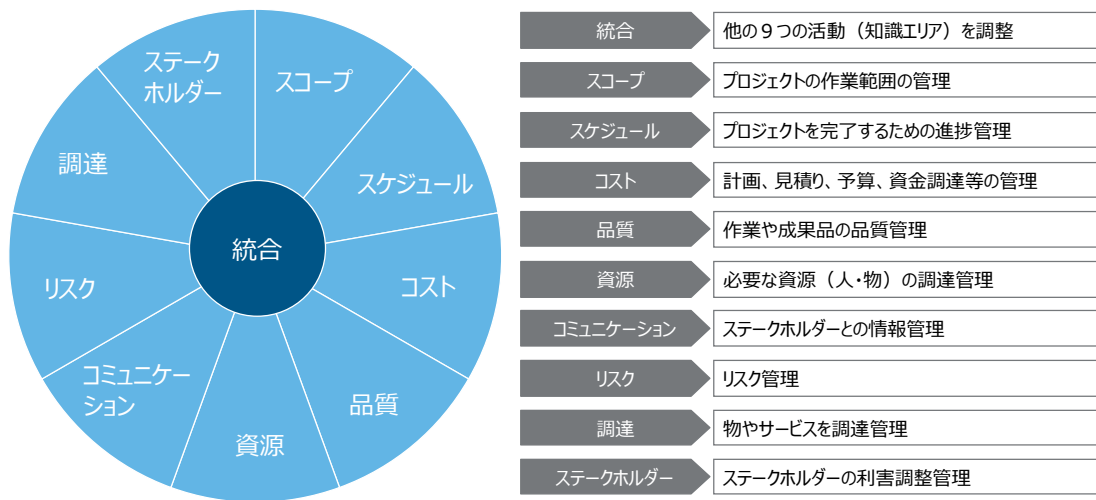 ステーク
ホルダー
スコープ
調達
スケジュール
統合
リスク
コスト
コミュニケー
ション
品質
資源
統合
他の９つの活動（知識エリア）を調整
スコープ
プロジェクトの作業範囲の管理
スケジュール
プロジェクトを完了するための進捗管理
コスト
計画、見積り、予算、資金調達等の管理
品質
作業や成果品の品質管理
資源
必要な資源（人・物）の調達管理
コミュニケーション
ステークホルダーとの情報管理
リスク
リスク管理
調達
物やサービスを調達管理
ステークホルダー
ステークホルダーの利害調整管理